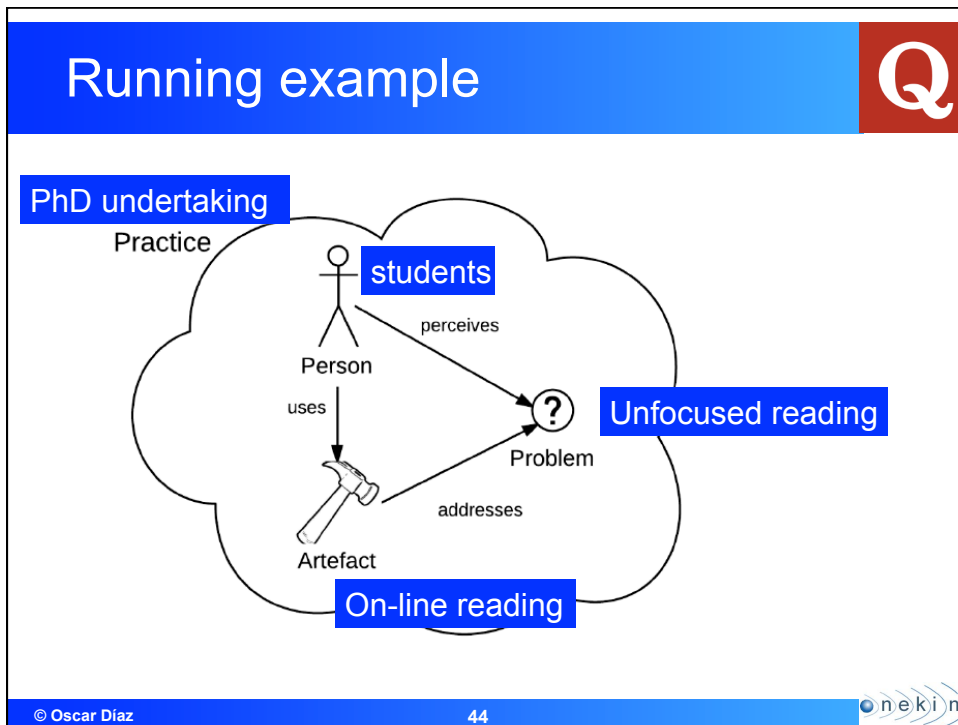 Running example
Q
PhD undertaking
Practice
students
perceives
Person
uses
?
Unfocused reading
Problem
addresses
Artefact
On-line reading
© Oscar Díaz
44
onekin